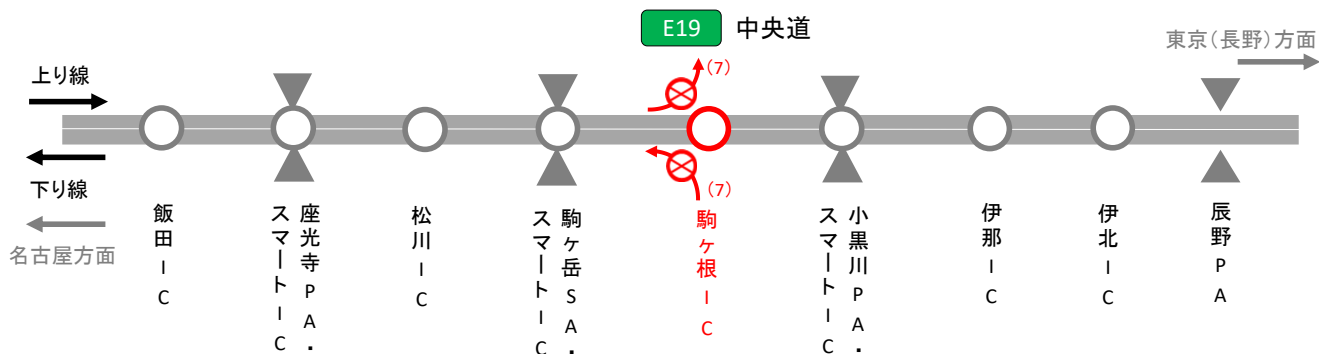 E19 中央道
東京(長野)方面
上り線
(7)
(7)
下り線
名古屋方面
飯田IC
座光寺PA・
スマートIC
松川IC
駒ヶ岳SA・
スマートIC
駒ヶ根IC
小黒川PA・
スマートIC
伊那IC
伊北IC
辰野PA